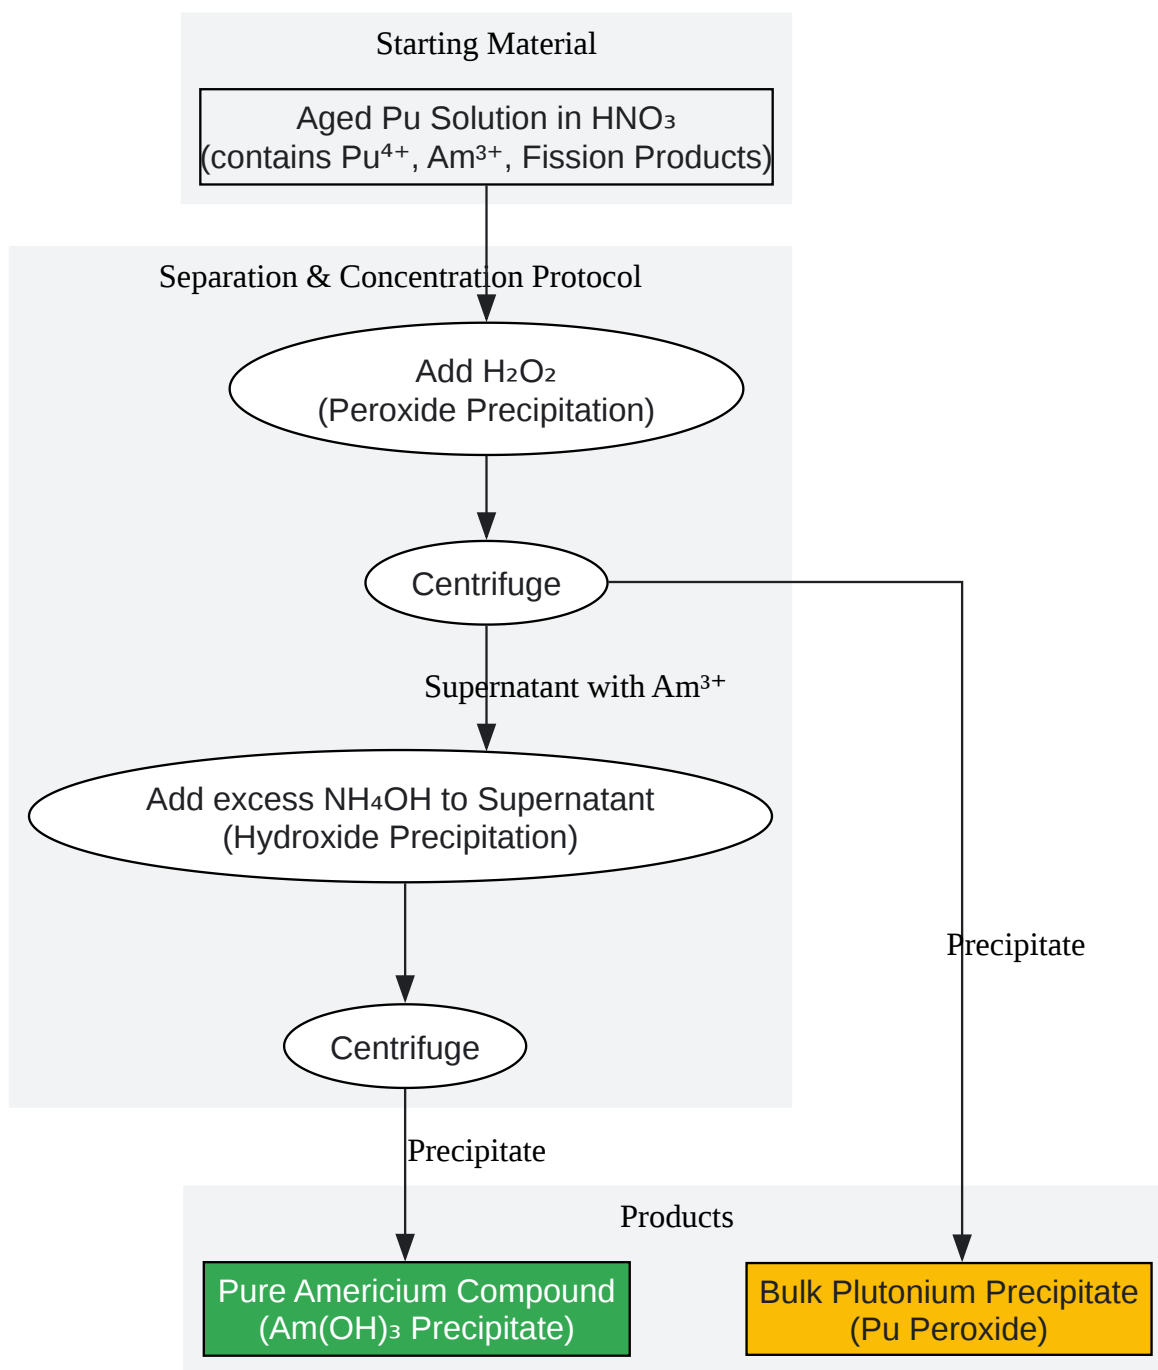 Starting Material
Aged Pu Solution in HNO₃
(contains Pu⁴⁺, Am³⁺, Fission Products)
Separation & Concentration Protocol
Add H₂O₂
(Peroxide Precipitation)
Centrifuge
Supernatant with Am³⁺
Add excess NH₄OH to Supernatant
(Hydroxide Precipitation)
Precipitate
Centrifuge
Precipitate
Products
Pure Americium Compound
(Am(OH)₃ Precipitate)
Bulk Plutonium Precipitate
(Pu Peroxide)